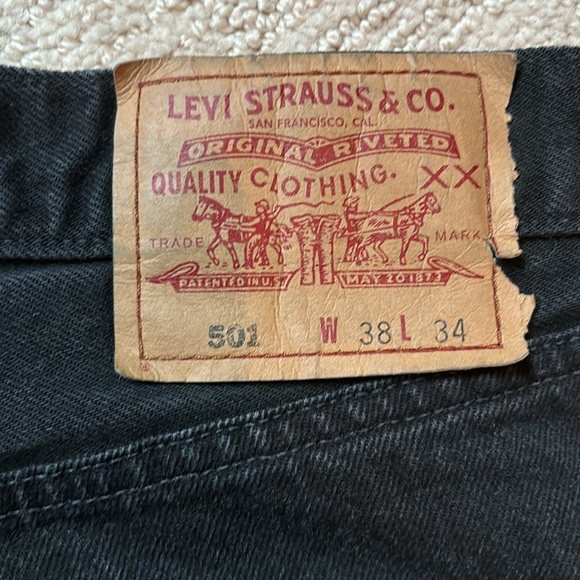 LEVI STRAUSS & CO.
SAN FRANCISCO, CAL.
ORIGINAL RIVETED
QUALITY CLOTHING. XX
TRADE MARK
PATENTED IN U.S. MAY 20 1873
501 W 38 L 34